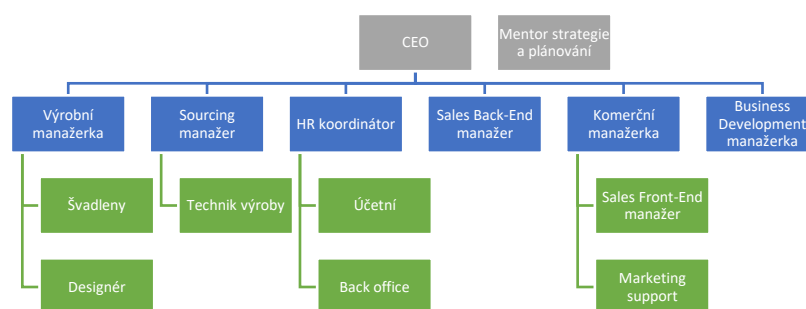 CEO
Mentor strategie
a plánování
Výrobní
manažerka
Sourcing
manažer
HR koordinátor
Sales Back-End
manažer
Komerční
manažerka
Business
Development
manažerka
Švadleny
Technik výroby
Účetní
Sales Front-End
manažer
Designér
Back office
Marketing
support